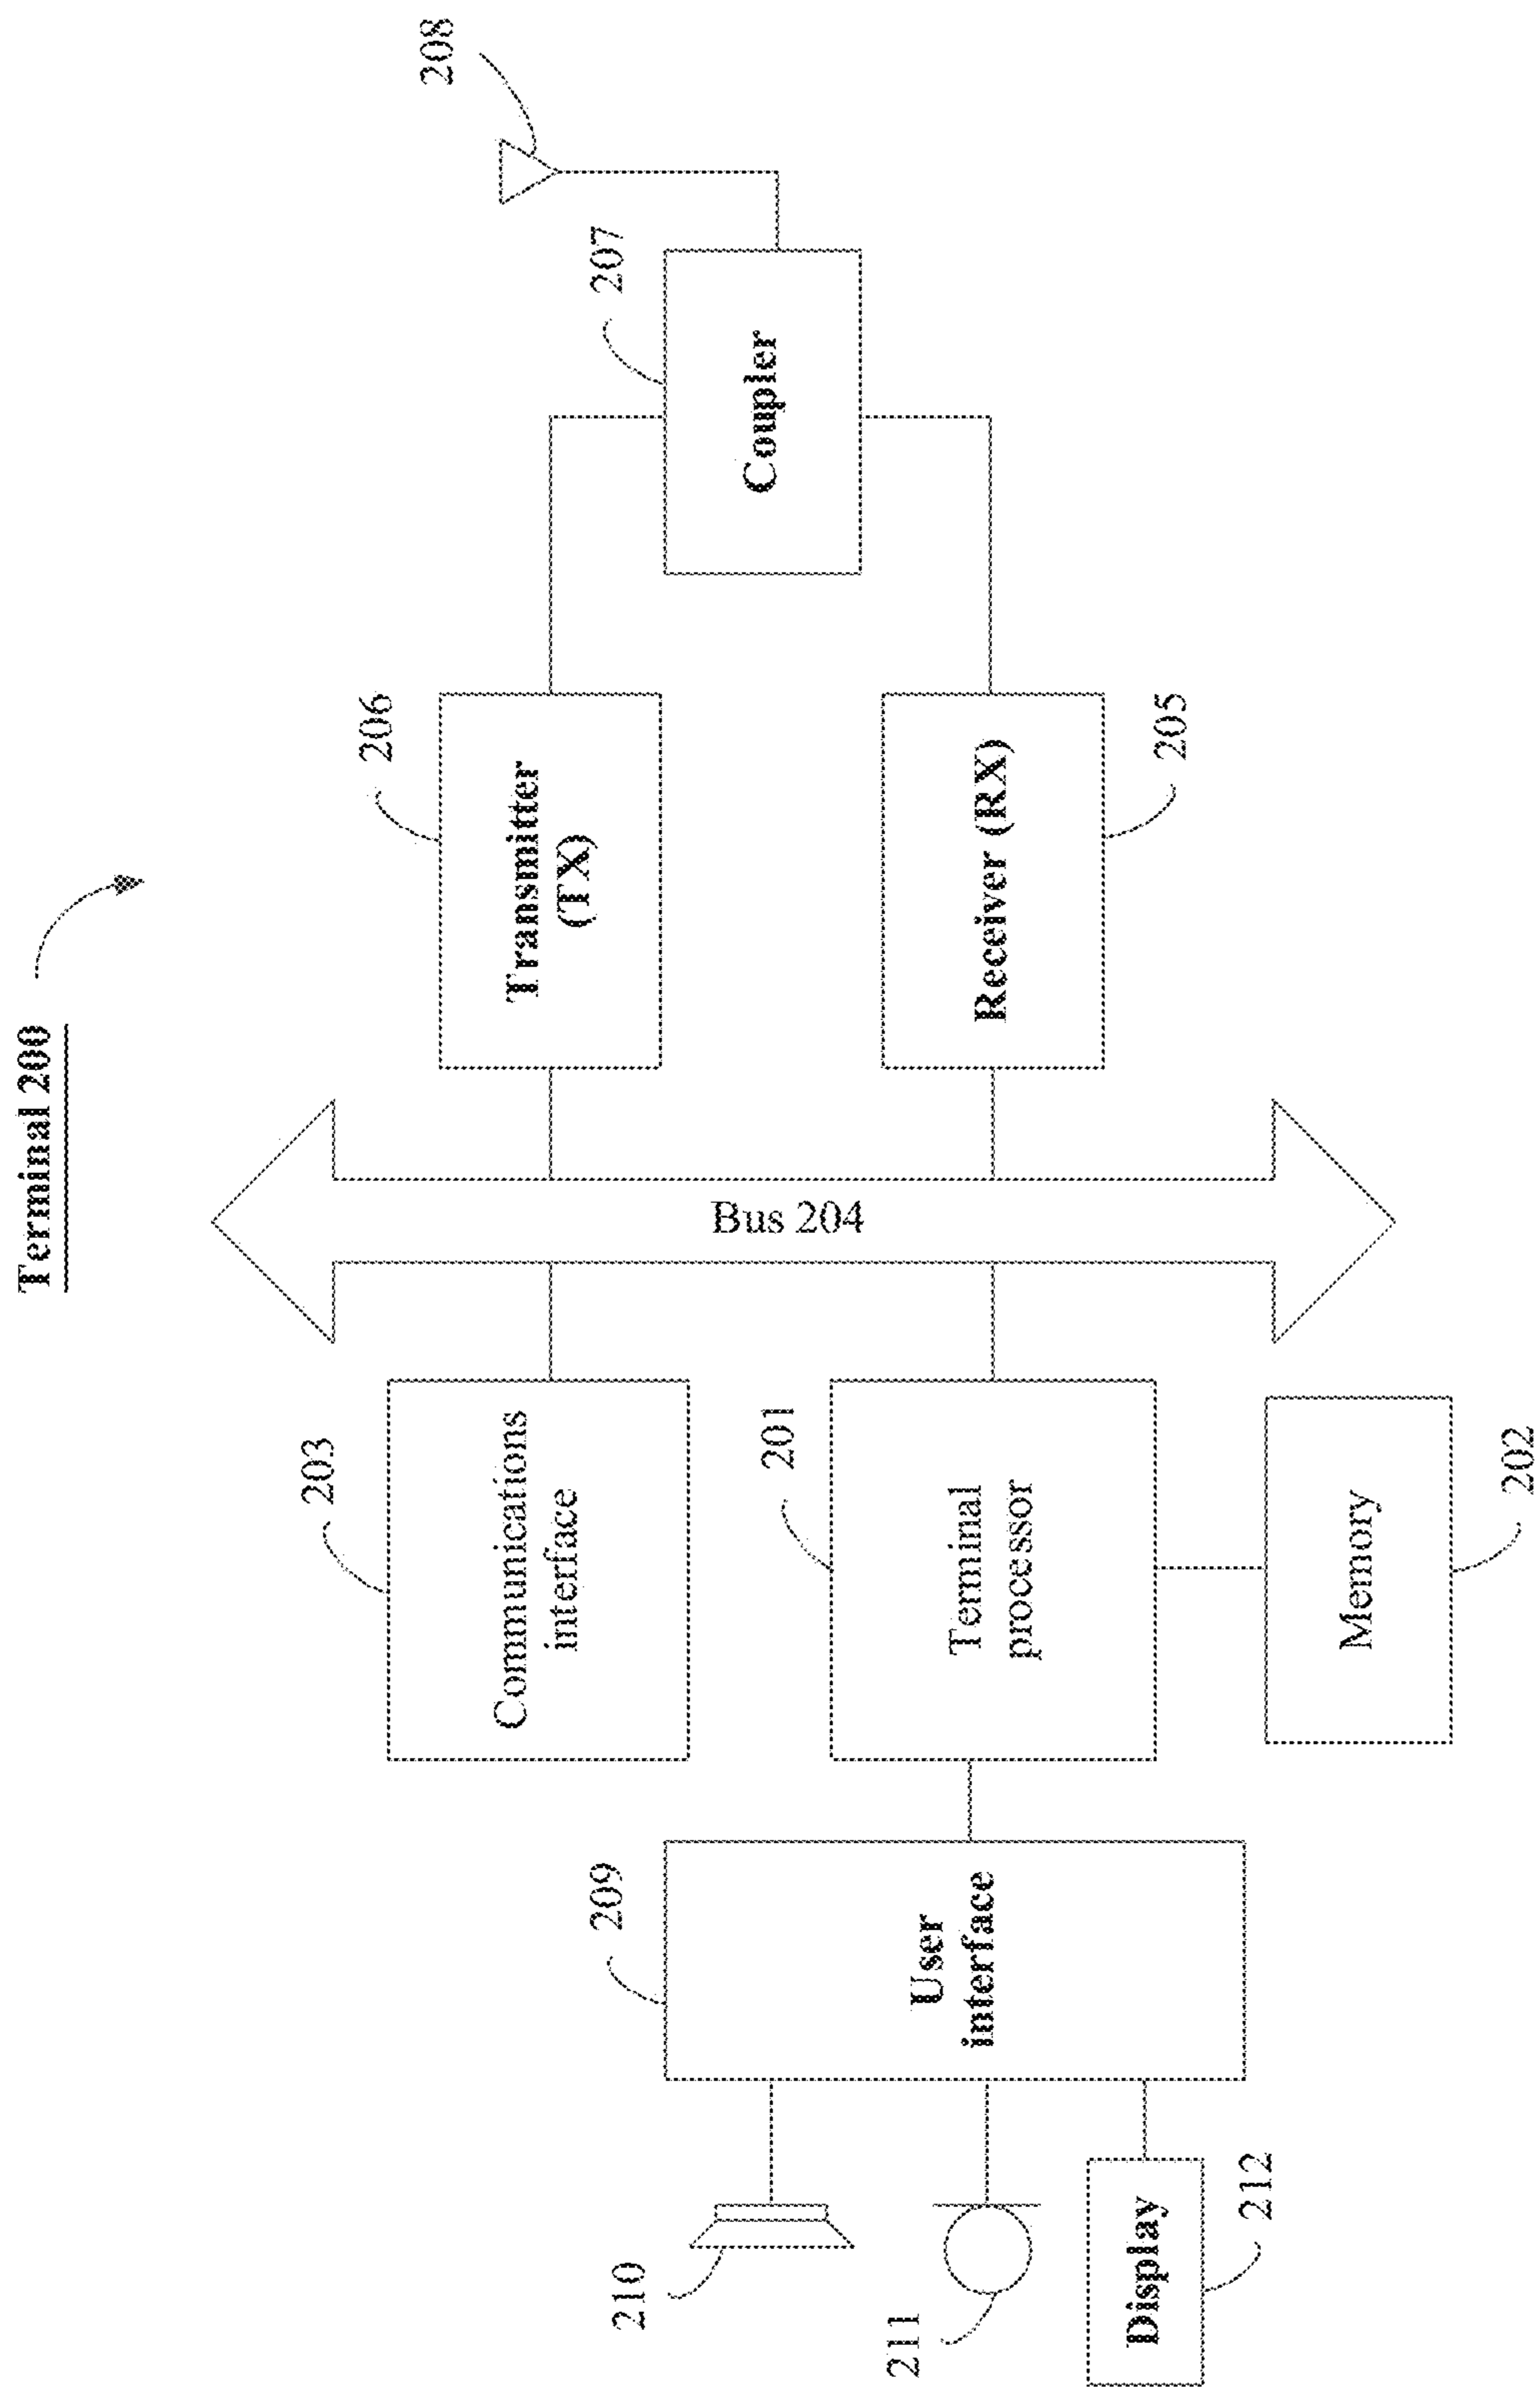 Terminal 200
208
207
Coupler
206
Transmitter
(TX)
Receiver (RX)
205
Bus 204
203
Communications
interface
201
Terminal
processor
Memory
202
209
User
interface
210
211
Display
212